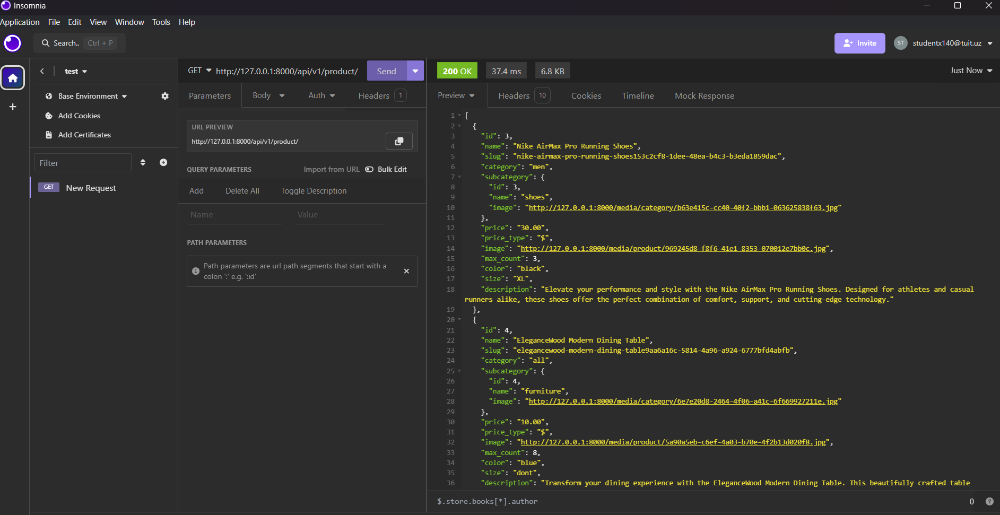 Insomnia
Application File Edit View Window Tools Help
Search.. Ctrl + P
Invite
ST studentx140@tuit.uz
test
Base Environment
Add Cookies
Add Certificates
Filter
GET New Request
GET http://127.0.0.1:8000/api/v1/product/ Send
Parameters Body Auth Headers 1
URL PREVIEW
http://127.0.0.1:8000/api/v1/product/
QUERY PARAMETERS Import from URL Bulk Edit
Add Delete All Toggle Description
Name Value
PATH PARAMETERS
Path parameters are url path segments that start with a
colon ':' e.g. ':id'
200 OK 37.4 ms 6.8 KB Just Now
Preview Headers 10 Cookies Timeline Mock Response
1 [
2 {
3 "id": 3,
4 "name": "Nike AirMax Pro Running Shoes",
5 "slug": "nike-airmax-pro-running-shoes153c2cf8-1dee-48ea-b4c3-b3eda1859dac",
6 "category": "men",
7 "subcategory": {
8 "id": 3,
9 "name": "shoes",
10 "image": "http://127.0.0.1:8000/media/category/b63e415c-cc40-40f2-bbb1-063625838f63.jpg"
11 },
12 "price": "30.00",
13 "price_type": "$",
14 "image": "http://127.0.0.1:8000/media/product/969245d8-f8f6-41e1-8353-070012e7bb0c.jpg",
15 "max_count": 3,
16 "color": "black",
17 "size": "XL",
18 "description": "Elevate your performance and style with the Nike AirMax Pro Running Shoes. Designed for athletes and casual
runners alike, these shoes offer the perfect combination of comfort, support, and cutting-edge technology."
19 },
20 {
21 "id": 4,
22 "name": "EleganceWood Modern Dining Table",
23 "slug": "elegancewood-modern-dining-table9aa6a16c-5814-4a96-a924-6777bfd4abfb",
24 "category": "all",
25 "subcategory": {
26 "id": 4,
27 "name": "furniture",
28 "image": "http://127.0.0.1:8000/media/category/6e7e20d8-2464-4f06-a41c-6f669927211e.jpg"
29 },
30 "price": "10.00",
31 "price_type": "$",
32 "image": "http://127.0.0.1:8000/media/product/5a90a5eb-c6ef-4a03-b70e-4f2b13d020f8.jpg",
33 "max_count": 8,
34 "color": "blue",
35 "size": "dont",
36 "description": "Transform your dining experience with the EleganceWood Modern Dining Table. This beautifully crafted table
$.store.books[*].author 0 ?